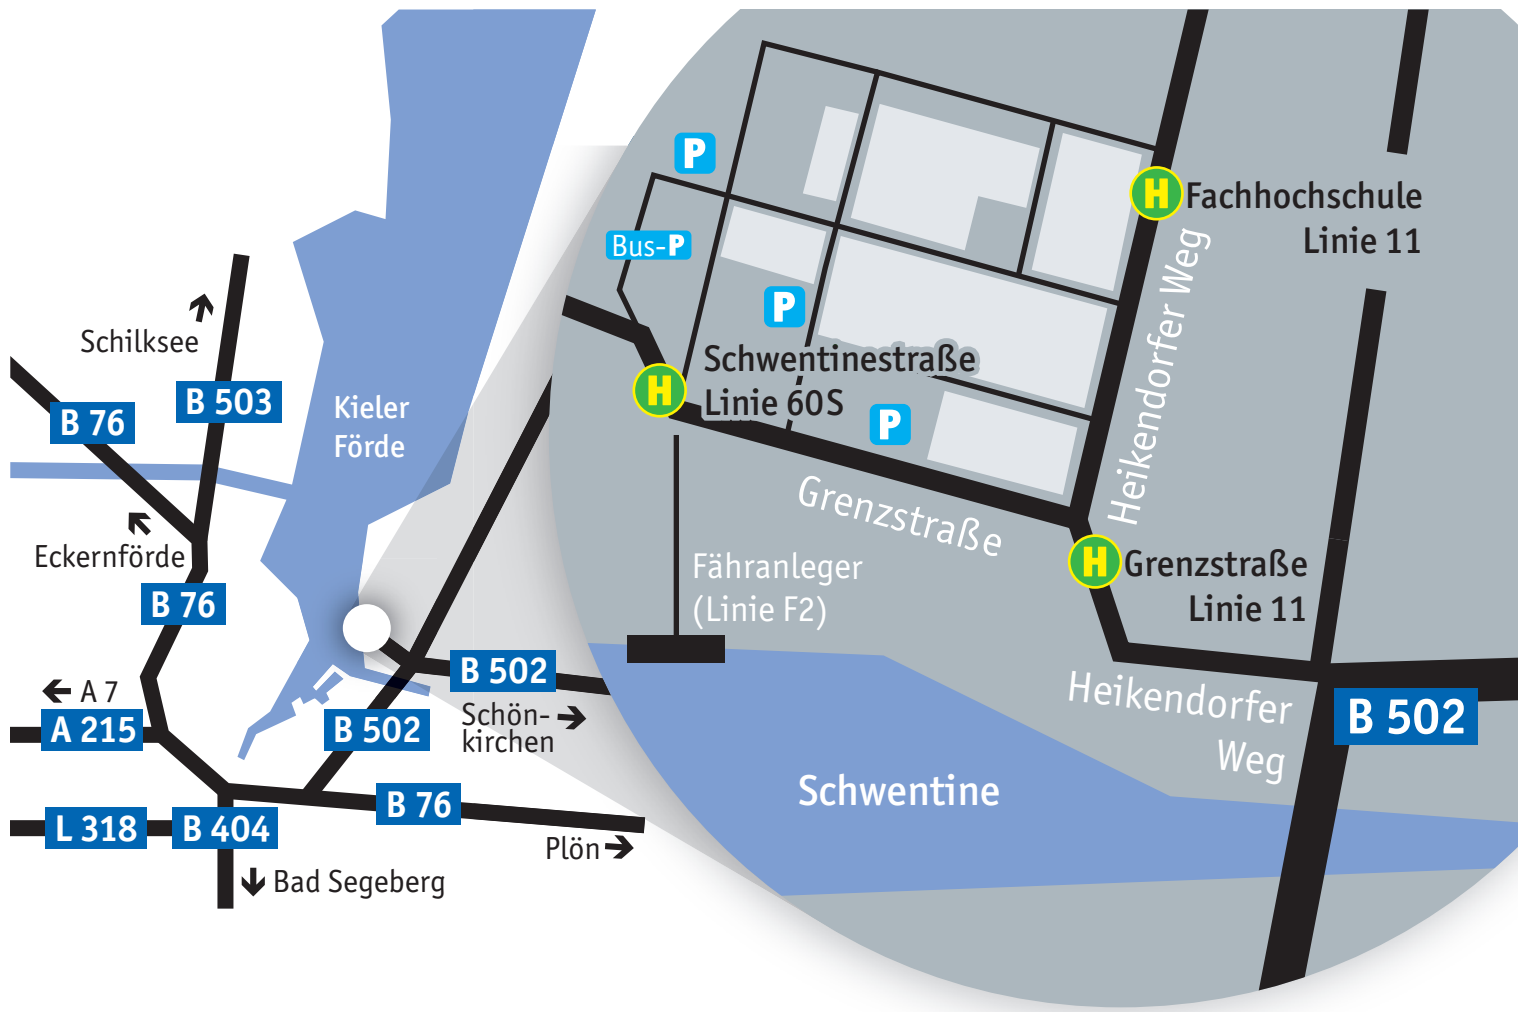 Schilksee
B 503
B 76
Kieler
Förde
Eckernförde
B 76
A 7
A 215
B 502
Schön-
kirchen
B 502
B 76
L 318
B 404
Plön
Bad Segeberg
P
Bus-P
P
P
H
Fachhochschule
Linie 11
Heikendorfer Weg
H
Schwentinestraße
Linie 60S
Grenzstraße
H
Grenzstraße
Linie 11
Fähranleger
(Linie F2)
Heikendorfer
Weg
B 502
Schwentine